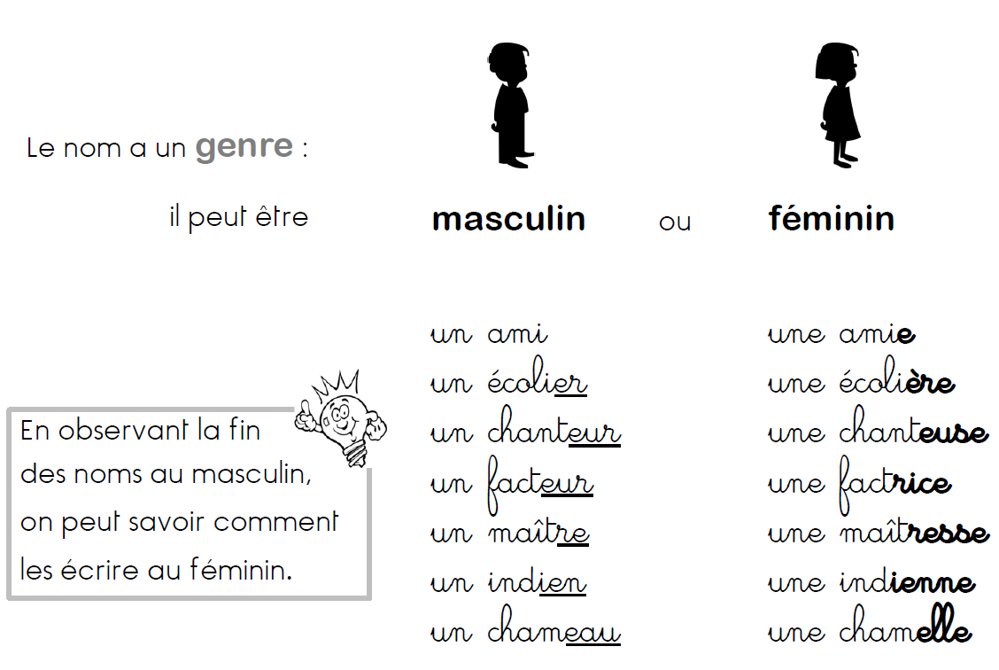 Le nom a un genre :
il peut être masculin ou féminin
un ami une amie
un écolier une écolière
un chanteur une chanteuse
un facteur une factrice
un maître une maîtresse
un indien une indienne
un chameau une chamelle
En observant la fin
des noms au masculin,
on peut savoir comment
les écrire au féminin.